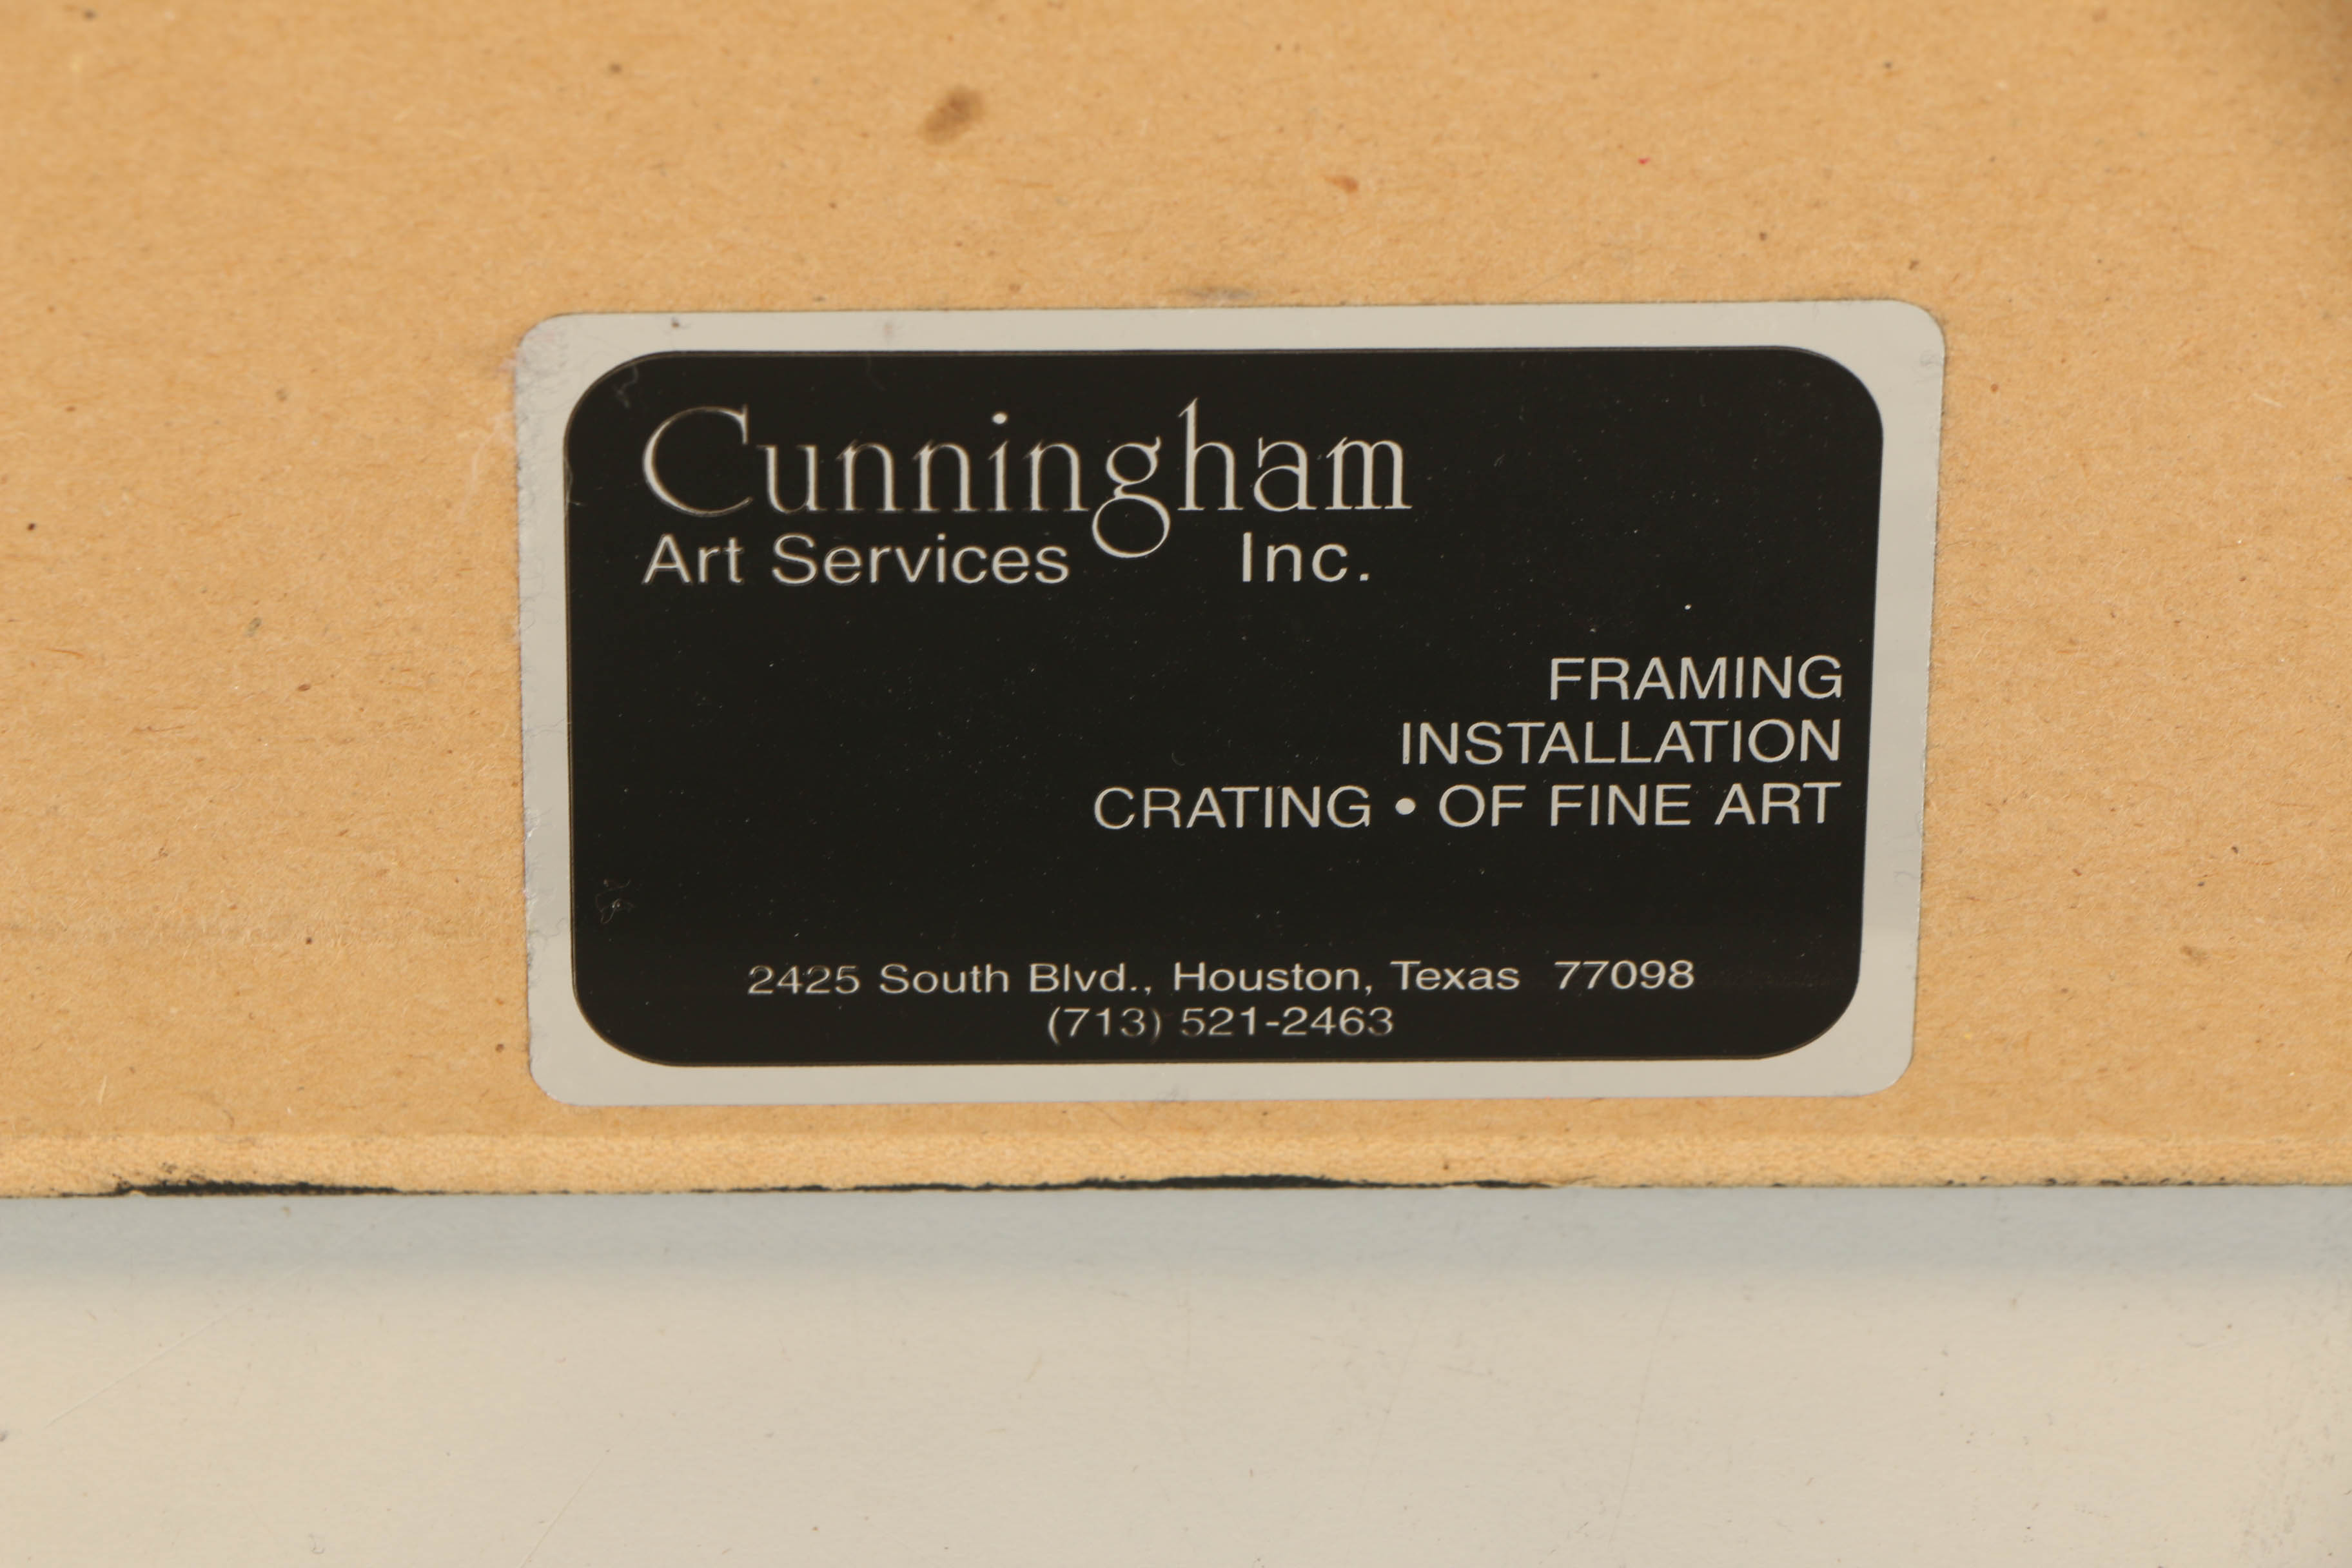 Cunningham
Art Services Inc.
FRAMING
INSTALLATION
CRATING • OF FINE ART
2425 South Blvd., Houston, Texas 77098
(713) 521-2463